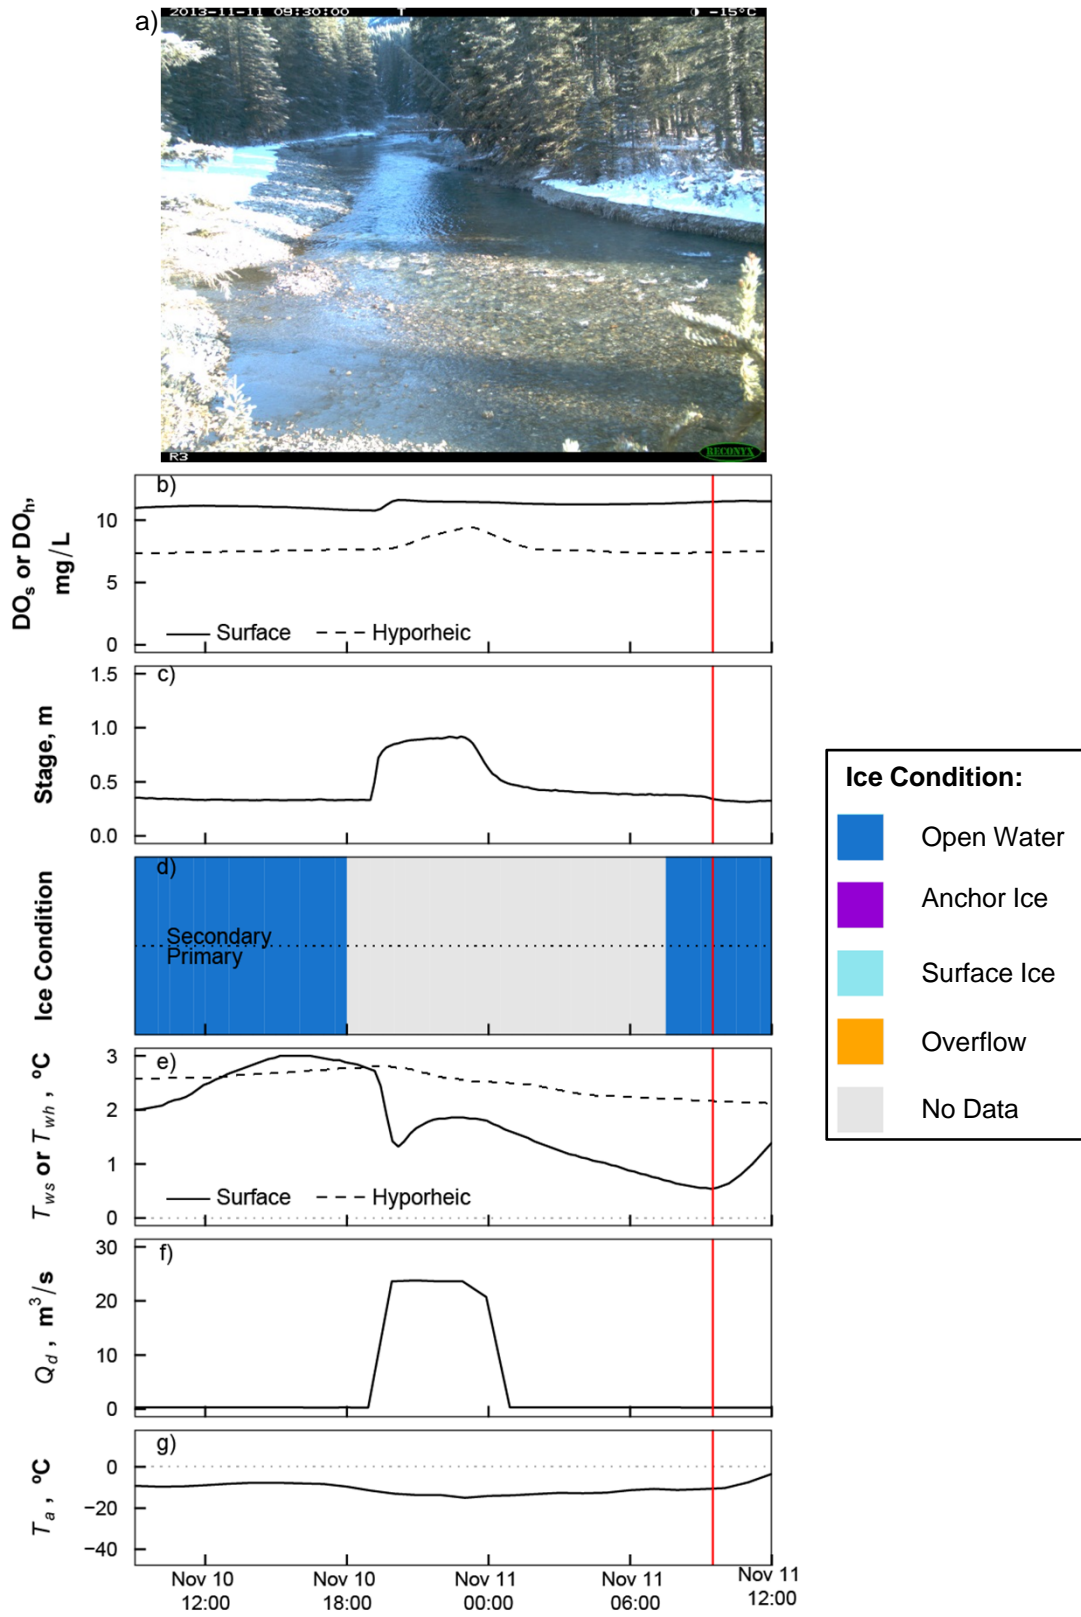 a)
2013-11-11 09:30:00 T -15°C
R3
RECONYX
b)
DOs or DOh,
mg/L
10
5
0
Surface
Hyporheic
c)
Stage, m
1.5
1.0
0.5
0.0
d)
Ice Condition
Secondary
Primary
e)
Tws or Twh , ºC
3
2
1
0
Surface
Hyporheic
f)
Qd , m³/s
30
20
10
0
g)
Ta , ºC
0
−20
−40
Nov 10
12:00
Nov 10
18:00
Nov 11
00:00
Nov 11
06:00
Nov 11
12:00
Ice Condition:
Open Water
Anchor Ice
Surface Ice
Overflow
No Data